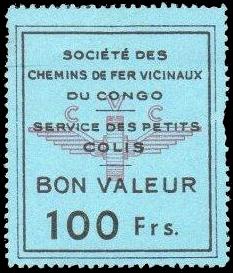 SOCIÉTÉ DES
CHEMINS DE FER VICINAUX
DU CONGO
V
C C
SERVICE DES PETITS
COLIS
BON VALEUR
100 Frs.